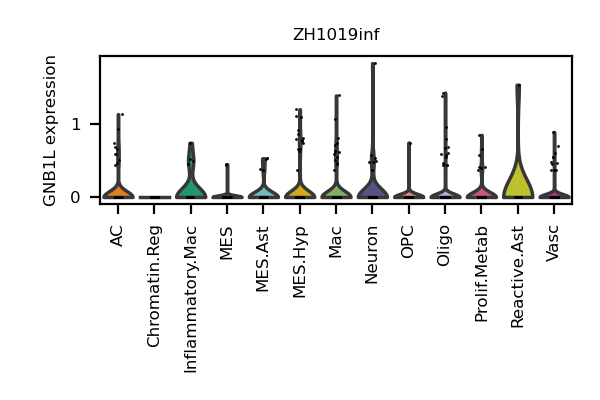 ZH1019inf
GNB1L expression
1
0
AC
Chromatin.Reg
Inflammatory.Mac
MES
MES.Ast
MES.Hyp
Mac
Neuron
OPC
Oligo
Prolif.Metab
Reactive.Ast
Vasc